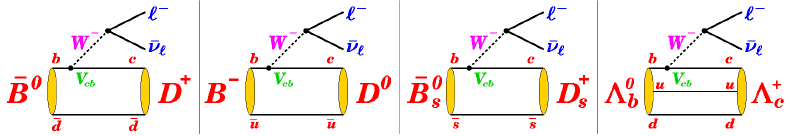 ℓ⁻ ℓ⁻ ℓ⁻ ℓ⁻
W⁻ W⁻ W⁻ W⁻
ν̄ℓ ν̄ℓ ν̄ℓ ν̄ℓ
b c b c b c b c
Vcb Vcb Vcb Vcb
B̄⁰ D⁺ B⁻ D⁰ B̄s⁰ Ds⁺ Λb⁰ u u Λc⁺
d̄ d̄ ū ū s̄ s̄ d d